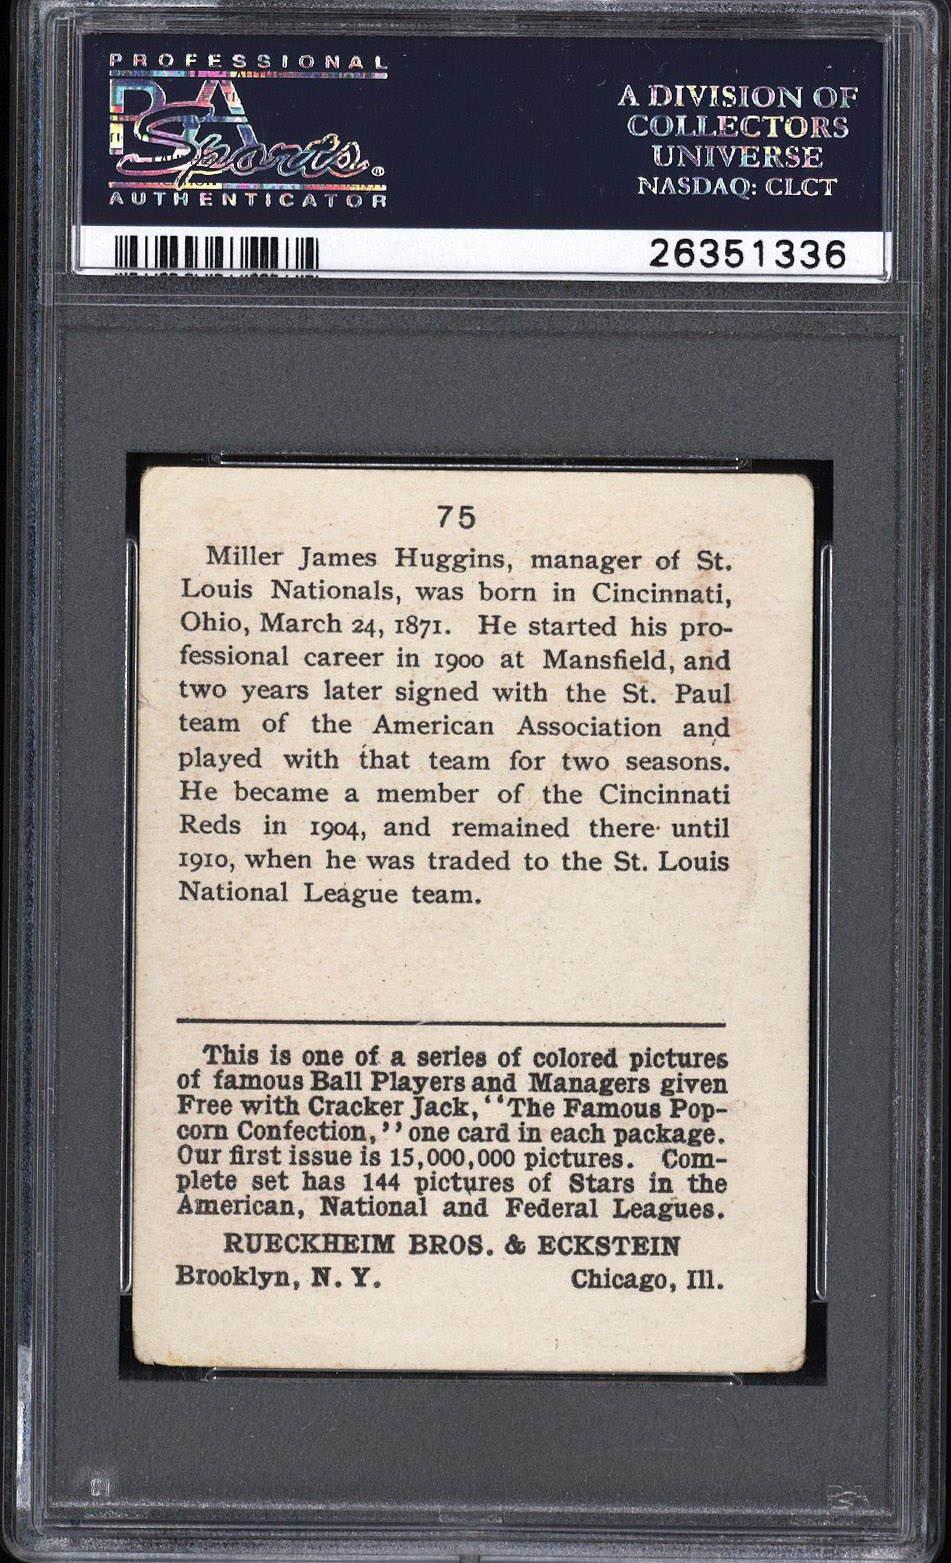 PROFESSIONAL
PSA
Sports®
AUTHENTICATOR
A DIVISION OF
COLLECTORS
UNIVERSE
NASDAQ: CLCT
26351336
75
Miller James Huggins, manager of St.
Louis Nationals, was born in Cincinnati,
Ohio, March 24, 1871. He started his pro-
fessional career in 1900 at Mansfield, and
two years later signed with the St. Paul
team of the American Association and
played with that team for two seasons.
He became a member of the Cincinnati
Reds in 1904, and remained there until
1910, when he was traded to the St. Louis
National League team.
This is one of a series of colored pictures
of famous Ball Players and Managers given
Free with Cracker Jack, "The Famous Pop-
corn Confection," one card in each package.
Our first issue is 15,000,000 pictures. Com-
plete set has 144 pictures of Stars in the
American, National and Federal Leagues.
RUECKHEIM BROS. & ECKSTEIN
Brooklyn, N. Y. Chicago, Ill.